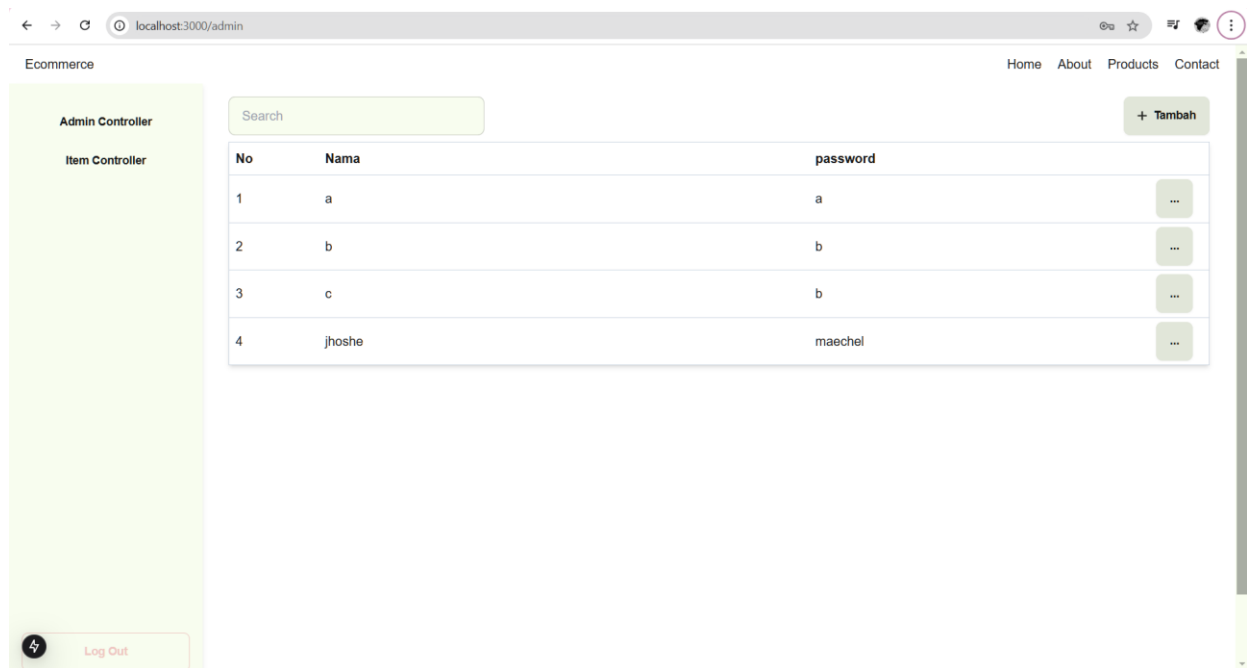 localhost:3000/admin
Ecommerce Home About Products Contact
Admin Controller
Item Controller
Search + Tambah
No Nama password
1 a a ...
2 b b ...
3 c b ...
4 jhoshe maechel ...
Log Out